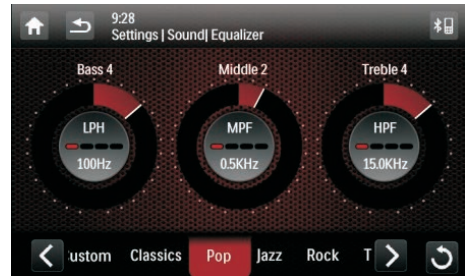 9:28
Settings | Sound| Equalizer
Bass 4 Middle 2 Treble 4
LPH MPF HPF
100Hz 0.5KHz 15.0KHz
ustom Classics Pop Jazz Rock T